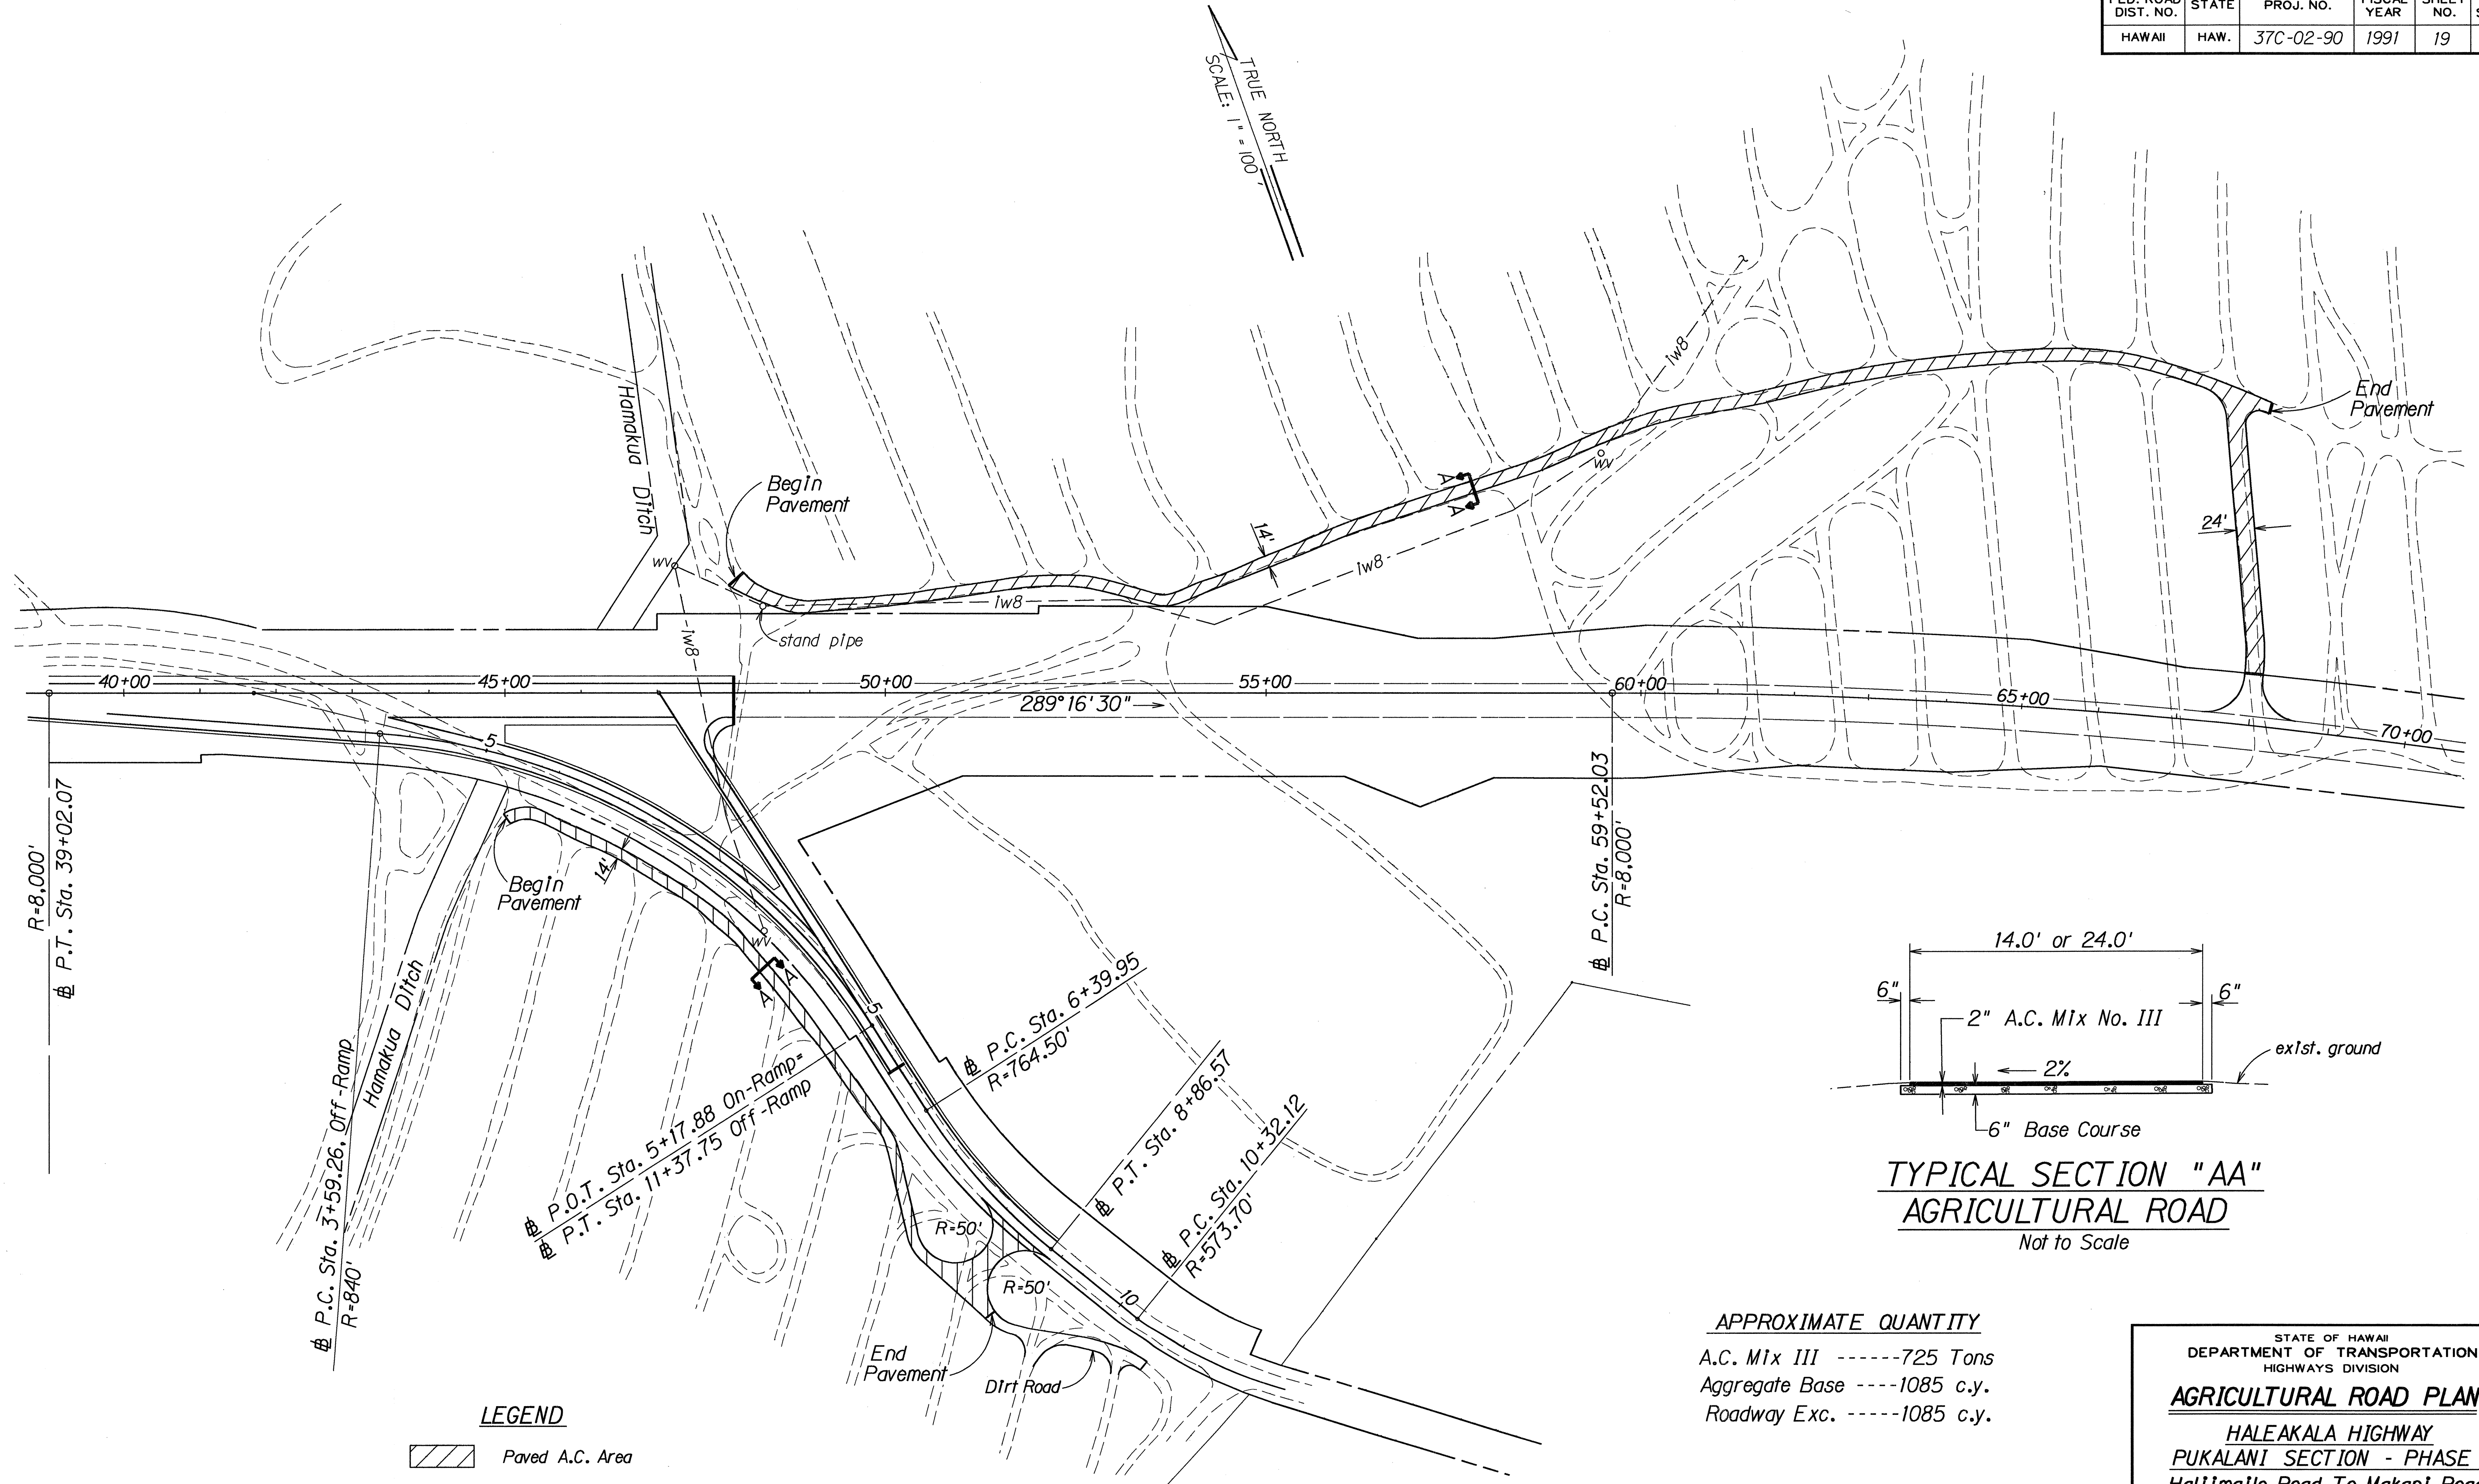 FED. ROAD DIST. NO.
STATE
PROJ. NO.
FISCAL YEAR
SHEET NO.
HAWAII
HAW.
37C-02-90
1991
19
TRUE NORTH
SCALE: 1" = 100'
Hamakua Ditch
Begin
Pavement
wv
iw8
stand pipe
iw8
14'
A
A
iw8
wv
iw8
End
Pavement
24'
40+00
45+00
50+00
55+00
60+00
65+00
70+00
289°16'30"
5
R=8,000'
P.T. Sta. 39+02.07
P.C. Sta. 3+59.26, Off-Ramp
R=840'
Hamakua Ditch
Begin
Pavement
14'
wv
A
A
5
P.C. Sta. 6+39.95
R=764.50'
P.O.T. Sta. 5+17.88 On-Ramp=
P.T. Sta. 11+37.75 Off-Ramp
P.T. Sta. 8+86.57
P.C. Sta. 10+32.12
R=573.70'
R=50'
R=50'
10
End
Pavement
Dirt Road
P.C. Sta. 59+52.03
R=8,000'
14.0' or 24.0'
6"
6"
2" A.C. Mix No. III
exist. ground
2%
6" Base Course
TYPICAL SECTION "AA"
AGRICULTURAL ROAD
Not to Scale
APPROXIMATE QUANTITY
A.C. Mix III ------725 Tons
Aggregate Base ----1085 c.y.
Roadway Exc. -----1085 c.y.
LEGEND
Paved A.C. Area
STATE OF HAWAII
DEPARTMENT OF TRANSPORTATION
HIGHWAYS DIVISION
AGRICULTURAL ROAD PLAN
HALEAKALA HIGHWAY
PUKALANI SECTION - PHASE
Haliimaile Road To Makani Road